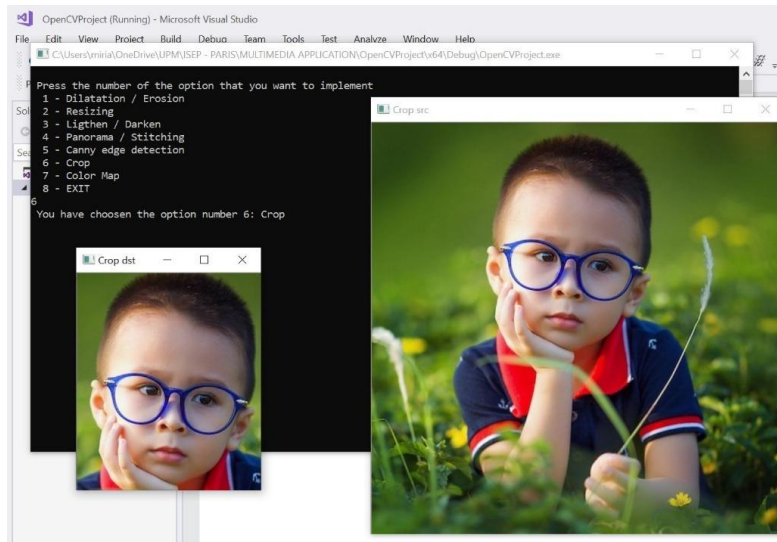 OpenCVProject (Running) - Microsoft Visual Studio
File Edit View Project Build Debug Team Tools Test Analyze Window Help
C:\Users\miria\OneDrive\UPM\ISEP - PARIS\MULTIMEDIA APPLICATION\OpenCVProject\x64\Debug\OpenCVProject.exe
Press the number of the option that you want to implement
1 - Dilatation / Erosion
2 - Resizing
3 - Ligthen / Darken
4 - Panorama / Stitching
5 - Canny edge detection
6 - Crop
7 - Color Map
8 - EXIT
6
You have choosen the option number 6: Crop
Crop src
Crop dst